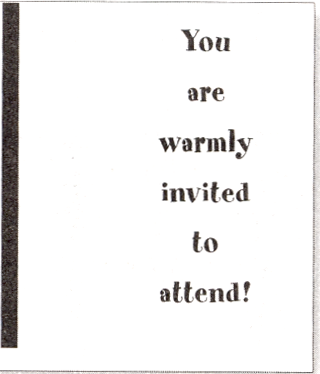 You
are
warmly
invited
to
attend!